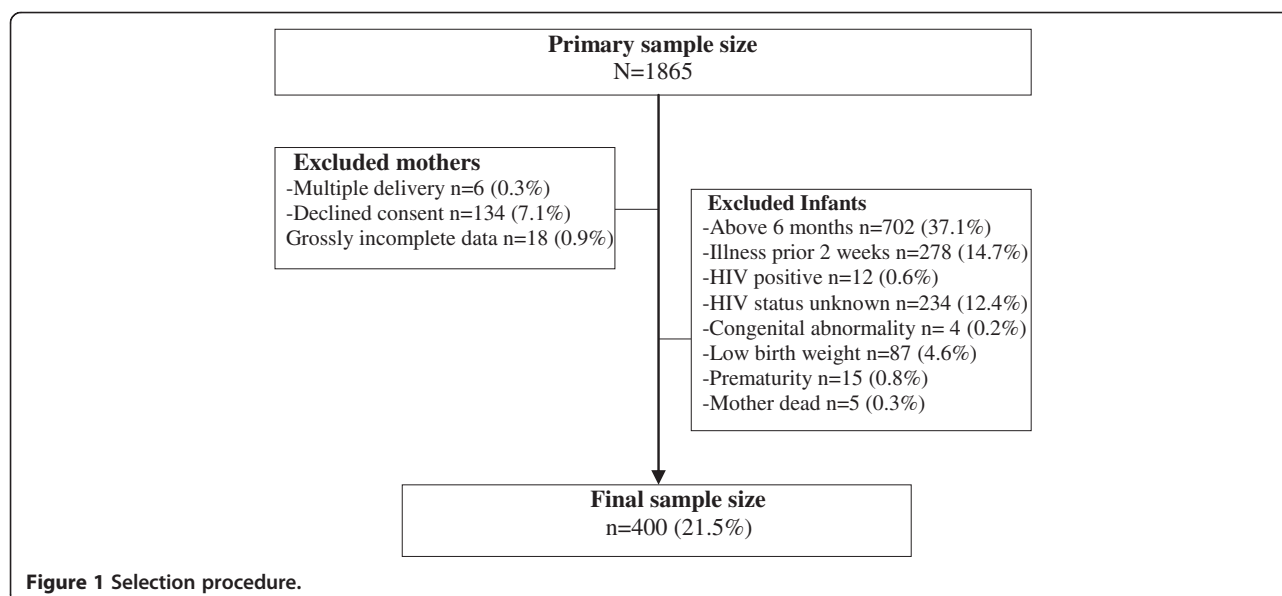 Primary sample size
N=1865
Excluded mothers
-Multiple delivery n=6 (0.3%)
-Declined consent n=134 (7.1%)
Grossly incomplete data n=18 (0.9%)
Excluded Infants
-Above 6 months n=702 (37.1%)
-Illness prior 2 weeks n=278 (14.7%)
-HIV positive n=12 (0.6%)
-HIV status unknown n=234 (12.4%)
-Congenital abnormality n= 4 (0.2%)
-Low birth weight n=87 (4.6%)
-Prematurity n=15 (0.8%)
-Mother dead n=5 (0.3%)
Final sample size
n=400 (21.5%)
Figure 1 Selection procedure.